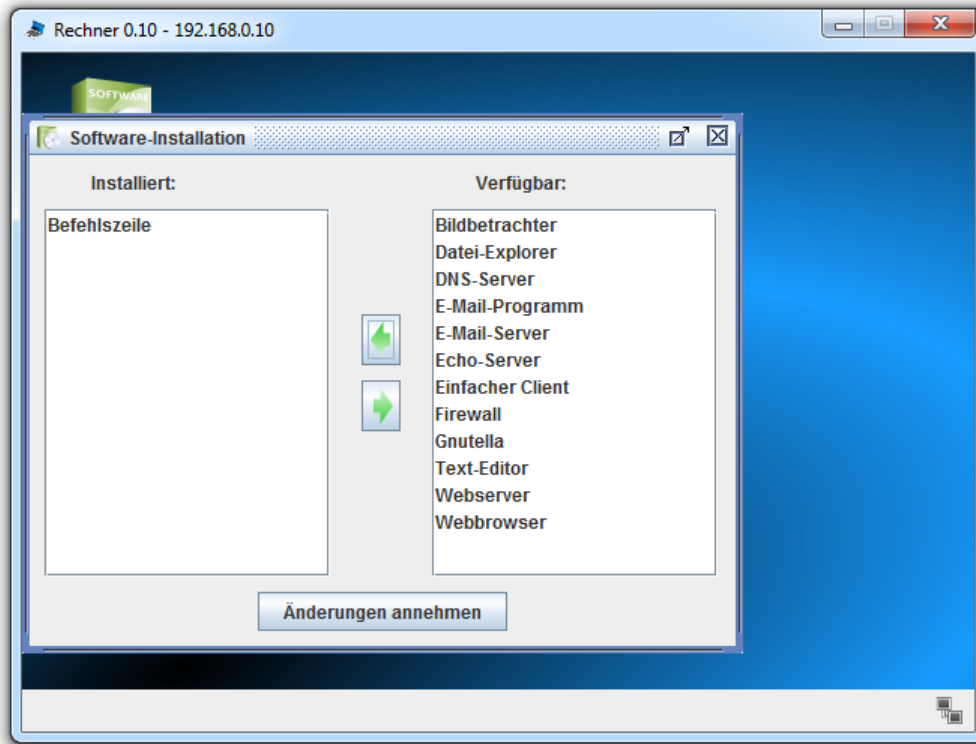 Rechner 0.10 - 192.168.0.10
SOFTWARE
Software-Installation
Installiert:
Verfügbar:
Befehlszeile
Bildbetrachter
Datei-Explorer
DNS-Server
E-Mail-Programm
E-Mail-Server
Echo-Server
Einfacher Client
Firewall
Gnutella
Text-Editor
Webserver
Webbrowser
Änderungen annehmen